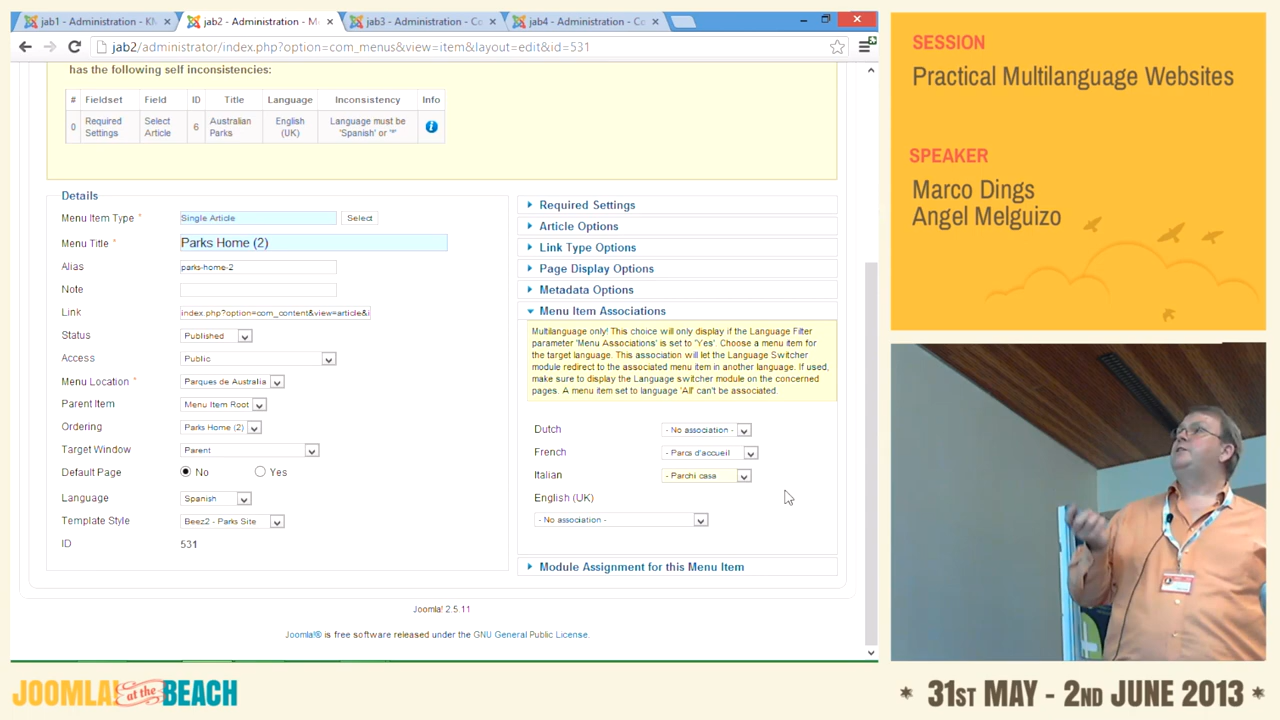 jab1 - Administration - KM
jab2 - Administration - M
jab3 - Administration - Co
jab4 - Administration - Co
jab2/administrator/index.php?option=com_menus&view=item&layout=edit&id=531
has the following self inconsistencies:
# Fieldset Field ID Title Language Inconsistency Info
0 Required Settings Select Article 6 Australian Parks English (UK) Language must be 'Spanish' or '*'
Details
Menu Item Type * Single Article Select
Menu Title * Parks Home (2)
Alias parks-home-2
Note
Link index.php?option=com_content&view=article&i
Status Published
Access Public
Menu Location * Parques de Australia
Parent Item Menu Item Root
Ordering Parks Home (2)
Target Window Parent
Default Page No Yes
Language Spanish
Template Style Beez2 - Parks Site
ID 531
Required Settings
Article Options
Link Type Options
Page Display Options
Metadata Options
Menu Item Associations
Multilanguage only! This choice will only display if the Language Filter
parameter 'Menu Associations' is set to 'Yes'. Choose a menu item for
the target language. This association will let the Language Switcher
module redirect to the associated menu item in another language. If used,
make sure to display the Language switcher module on the concerned
pages. A menu item set to language 'All' can't be associated.
Dutch - No association -
French - Parcs d'accueil
Italian - Parchi casa
English (UK)
- No association -
Module Assignment for this Menu Item
Joomla! 2.5.11
Joomla!® is free software released under the GNU General Public License.
SESSION
Practical Multilanguage Websites
SPEAKER
Marco Dings
Angel Melguizo
JOOMLA! at the BEACH
* 31ST MAY - 2ND JUNE 2013 *